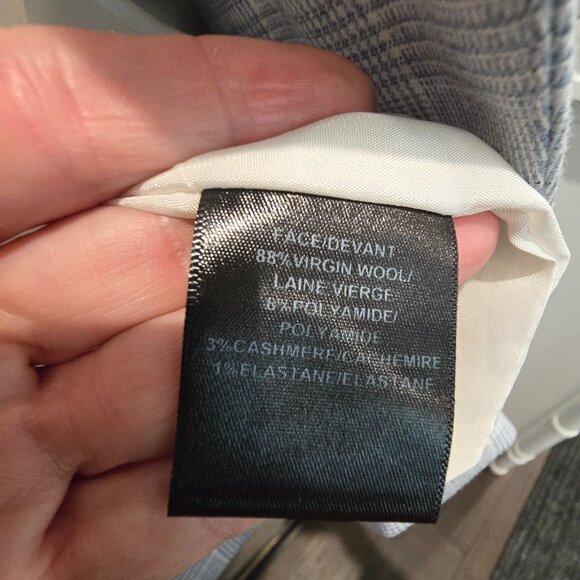 FACE/DEVANT
88%VIRGIN WOOL/
LAINE VIERGE
8%POLYAMIDE/
POLYAMIDE
3%CASHMERE/CACHEMIRE
1%ELASTANE/ELASTANE